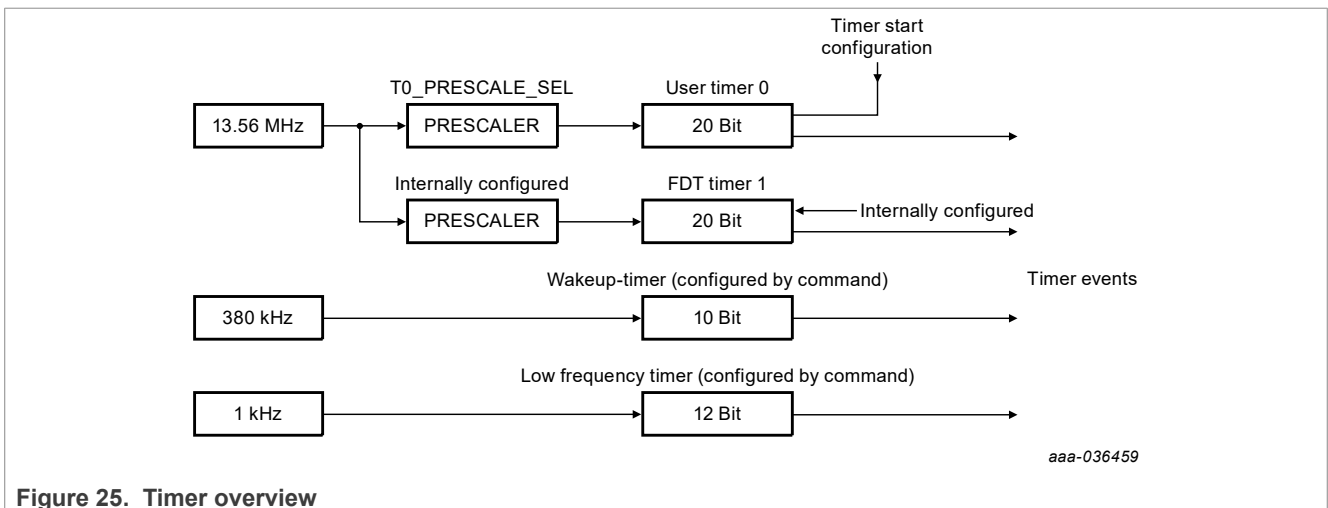 Timer start
configuration
T0_PRESCALE_SEL
User timer 0
13.56 MHz
PRESCALER
20 Bit
Internally configured
FDT timer 1
PRESCALER
20 Bit
Internally configured
Wakeup-timer (configured by command)
Timer events
380 kHz
10 Bit
Low frequency timer (configured by command)
1 kHz
12 Bit
aaa-036459
Figure 25. Timer overview